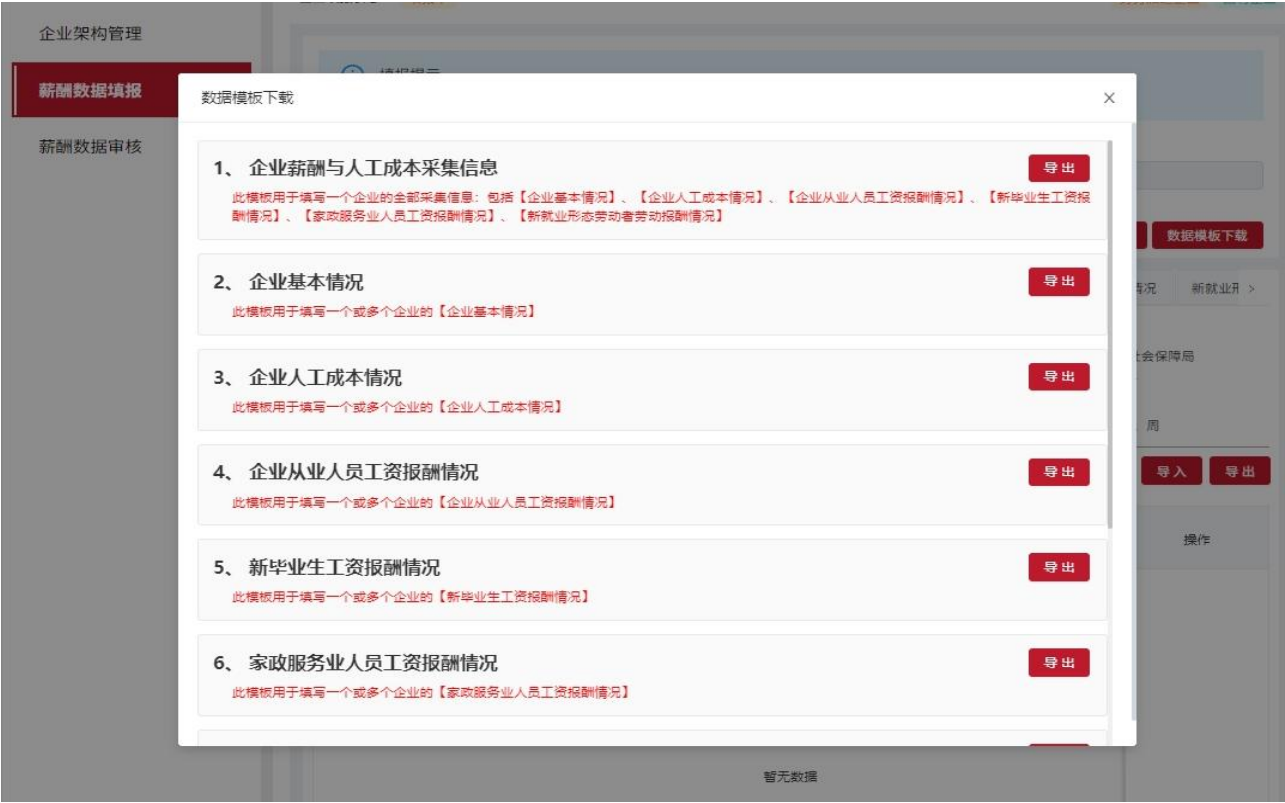 企业架构管理
薪酬数据填报
薪酬数据审核
填报提示
数据模板下载
1、 企业薪酬与人工成本采集信息
导出
此模板用于填写一个企业的全部采集信息：包括【企业基本情况】、【企业人工成本情况】、【企业从业人员工资报酬情况】、【新毕业生工资报
酬情况】、【家政服务业人员工资报酬情况】、【新就业形态劳动者劳动报酬情况】
数据模板下载
2、 企业基本情况
导出
此模板用于填写一个或多个企业的【企业基本情况】
情况
新就业形 >
3、 企业人工成本情况
导出
此模板用于填写一个或多个企业的【企业人工成本情况】
社会保障局
周
4、 企业从业人员工资报酬情况
导出
此模板用于填写一个或多个企业的【企业从业人员工资报酬情况】
导入
导出
操作
5、 新毕业生工资报酬情况
导出
此模板用于填写一个或多个企业的【新毕业生工资报酬情况】
6、 家政服务业人员工资报酬情况
导出
此模板用于填写一个或多个企业的【家政服务业人员工资报酬情况】
暂无数据